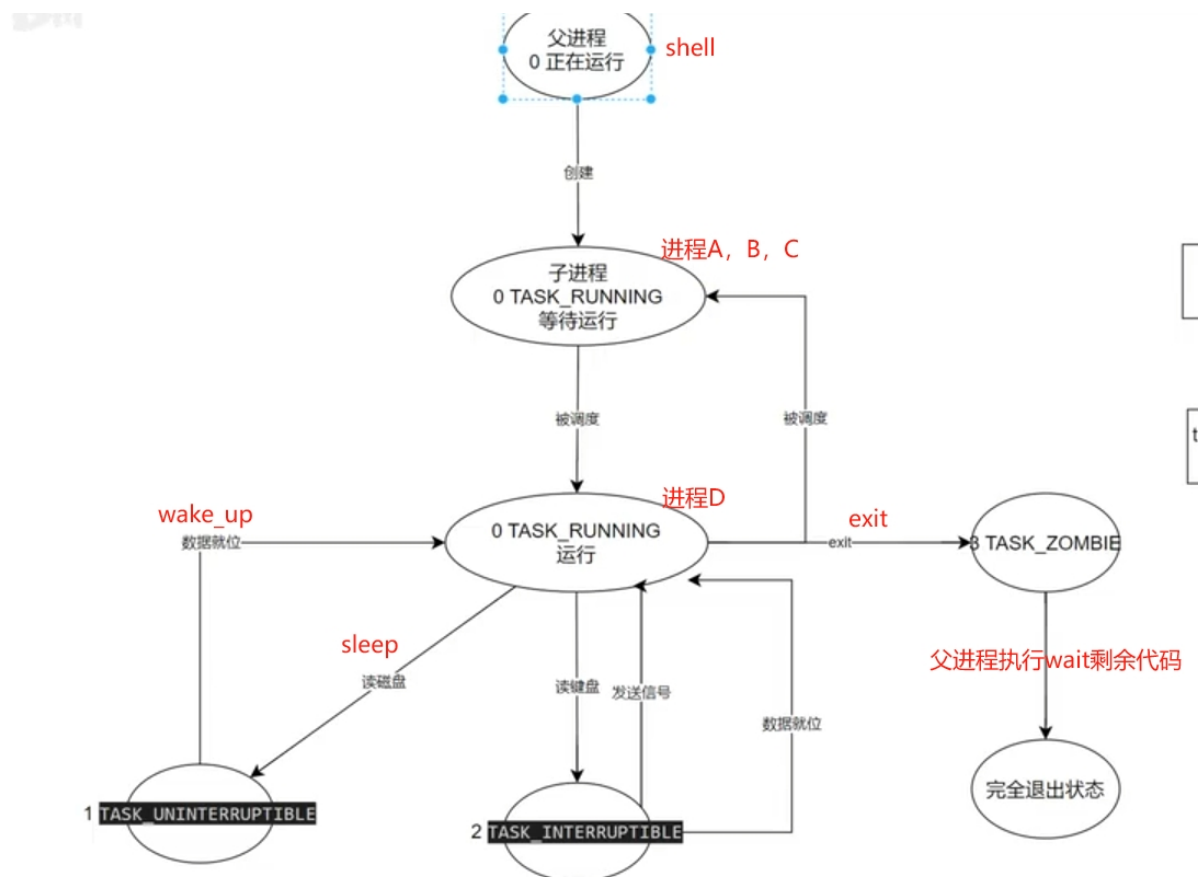 父进程
0 正在运行
shell
创建
进程A，B，C
子进程
0 TASK_RUNNING
等待运行
被调度
被调度
进程D
wake_up
数据就位
0 TASK_RUNNING
运行
exit
exit
3 TASK_ZOMBIE
sleep
读磁盘
读键盘
发送信号
数据就位
父进程执行wait剩余代码
完全退出状态
1 TASK_UNINTERRUPTIBLE
2 TASK_INTERRUPTIBLE
t